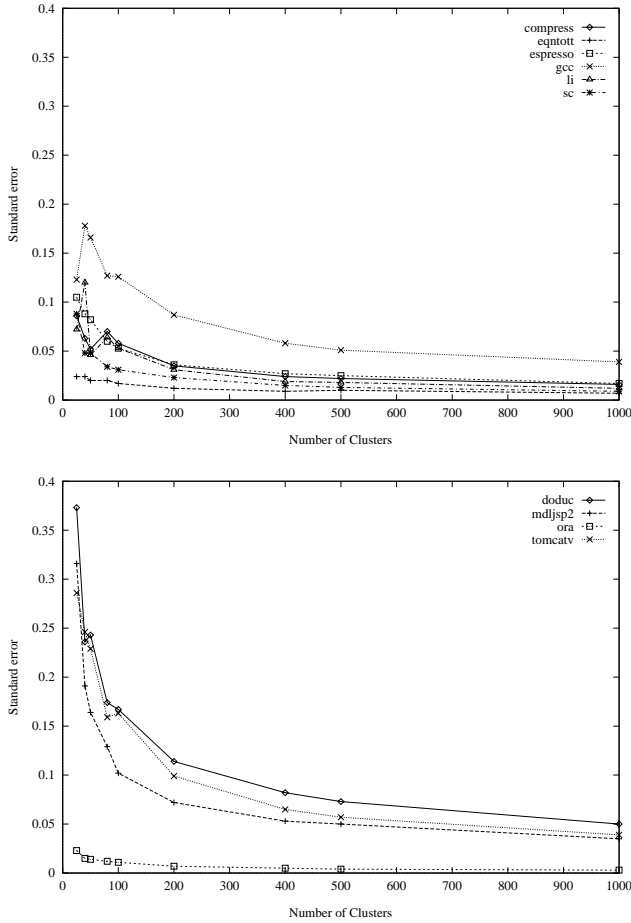 0.4
0.35
0.3
0.25
0.2
0.15
0.1
0.05
0
0 100 200 300 400 500 600 700 800 900 1000
Standard error
Number of Clusters
compress
eqntott
espresso
gcc
li
sc
0.4
0.35
0.3
0.25
0.2
0.15
0.1
0.05
0
0 100 200 300 400 500 600 700 800 900 1000
Standard error
Number of Clusters
doduc
mdljsp2
ora
tomcatv